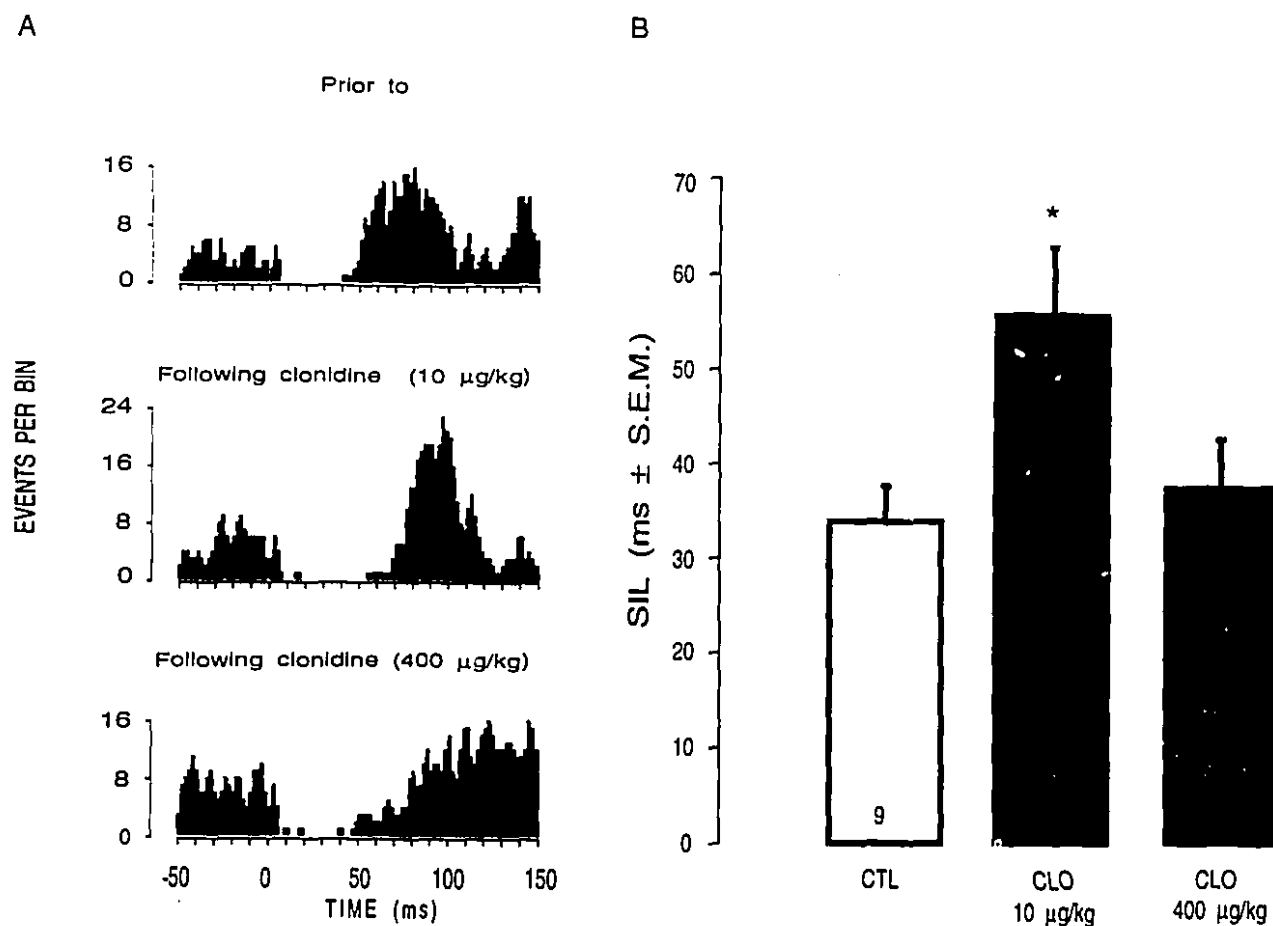 A
Prior to
16
8
0
Following clonidine (10 µg/kg)
24
16
8
0
Following clonidine (400 µg/kg)
16
8
0
EVENTS PER BIN
-50 0 50 100 150
TIME (ms)
B
70
60
50
40
30
20
10
0
SIL (ms ± S.E.M.)
*
9
CTL
CLO
10 µg/kg
CLO
400 µg/kg